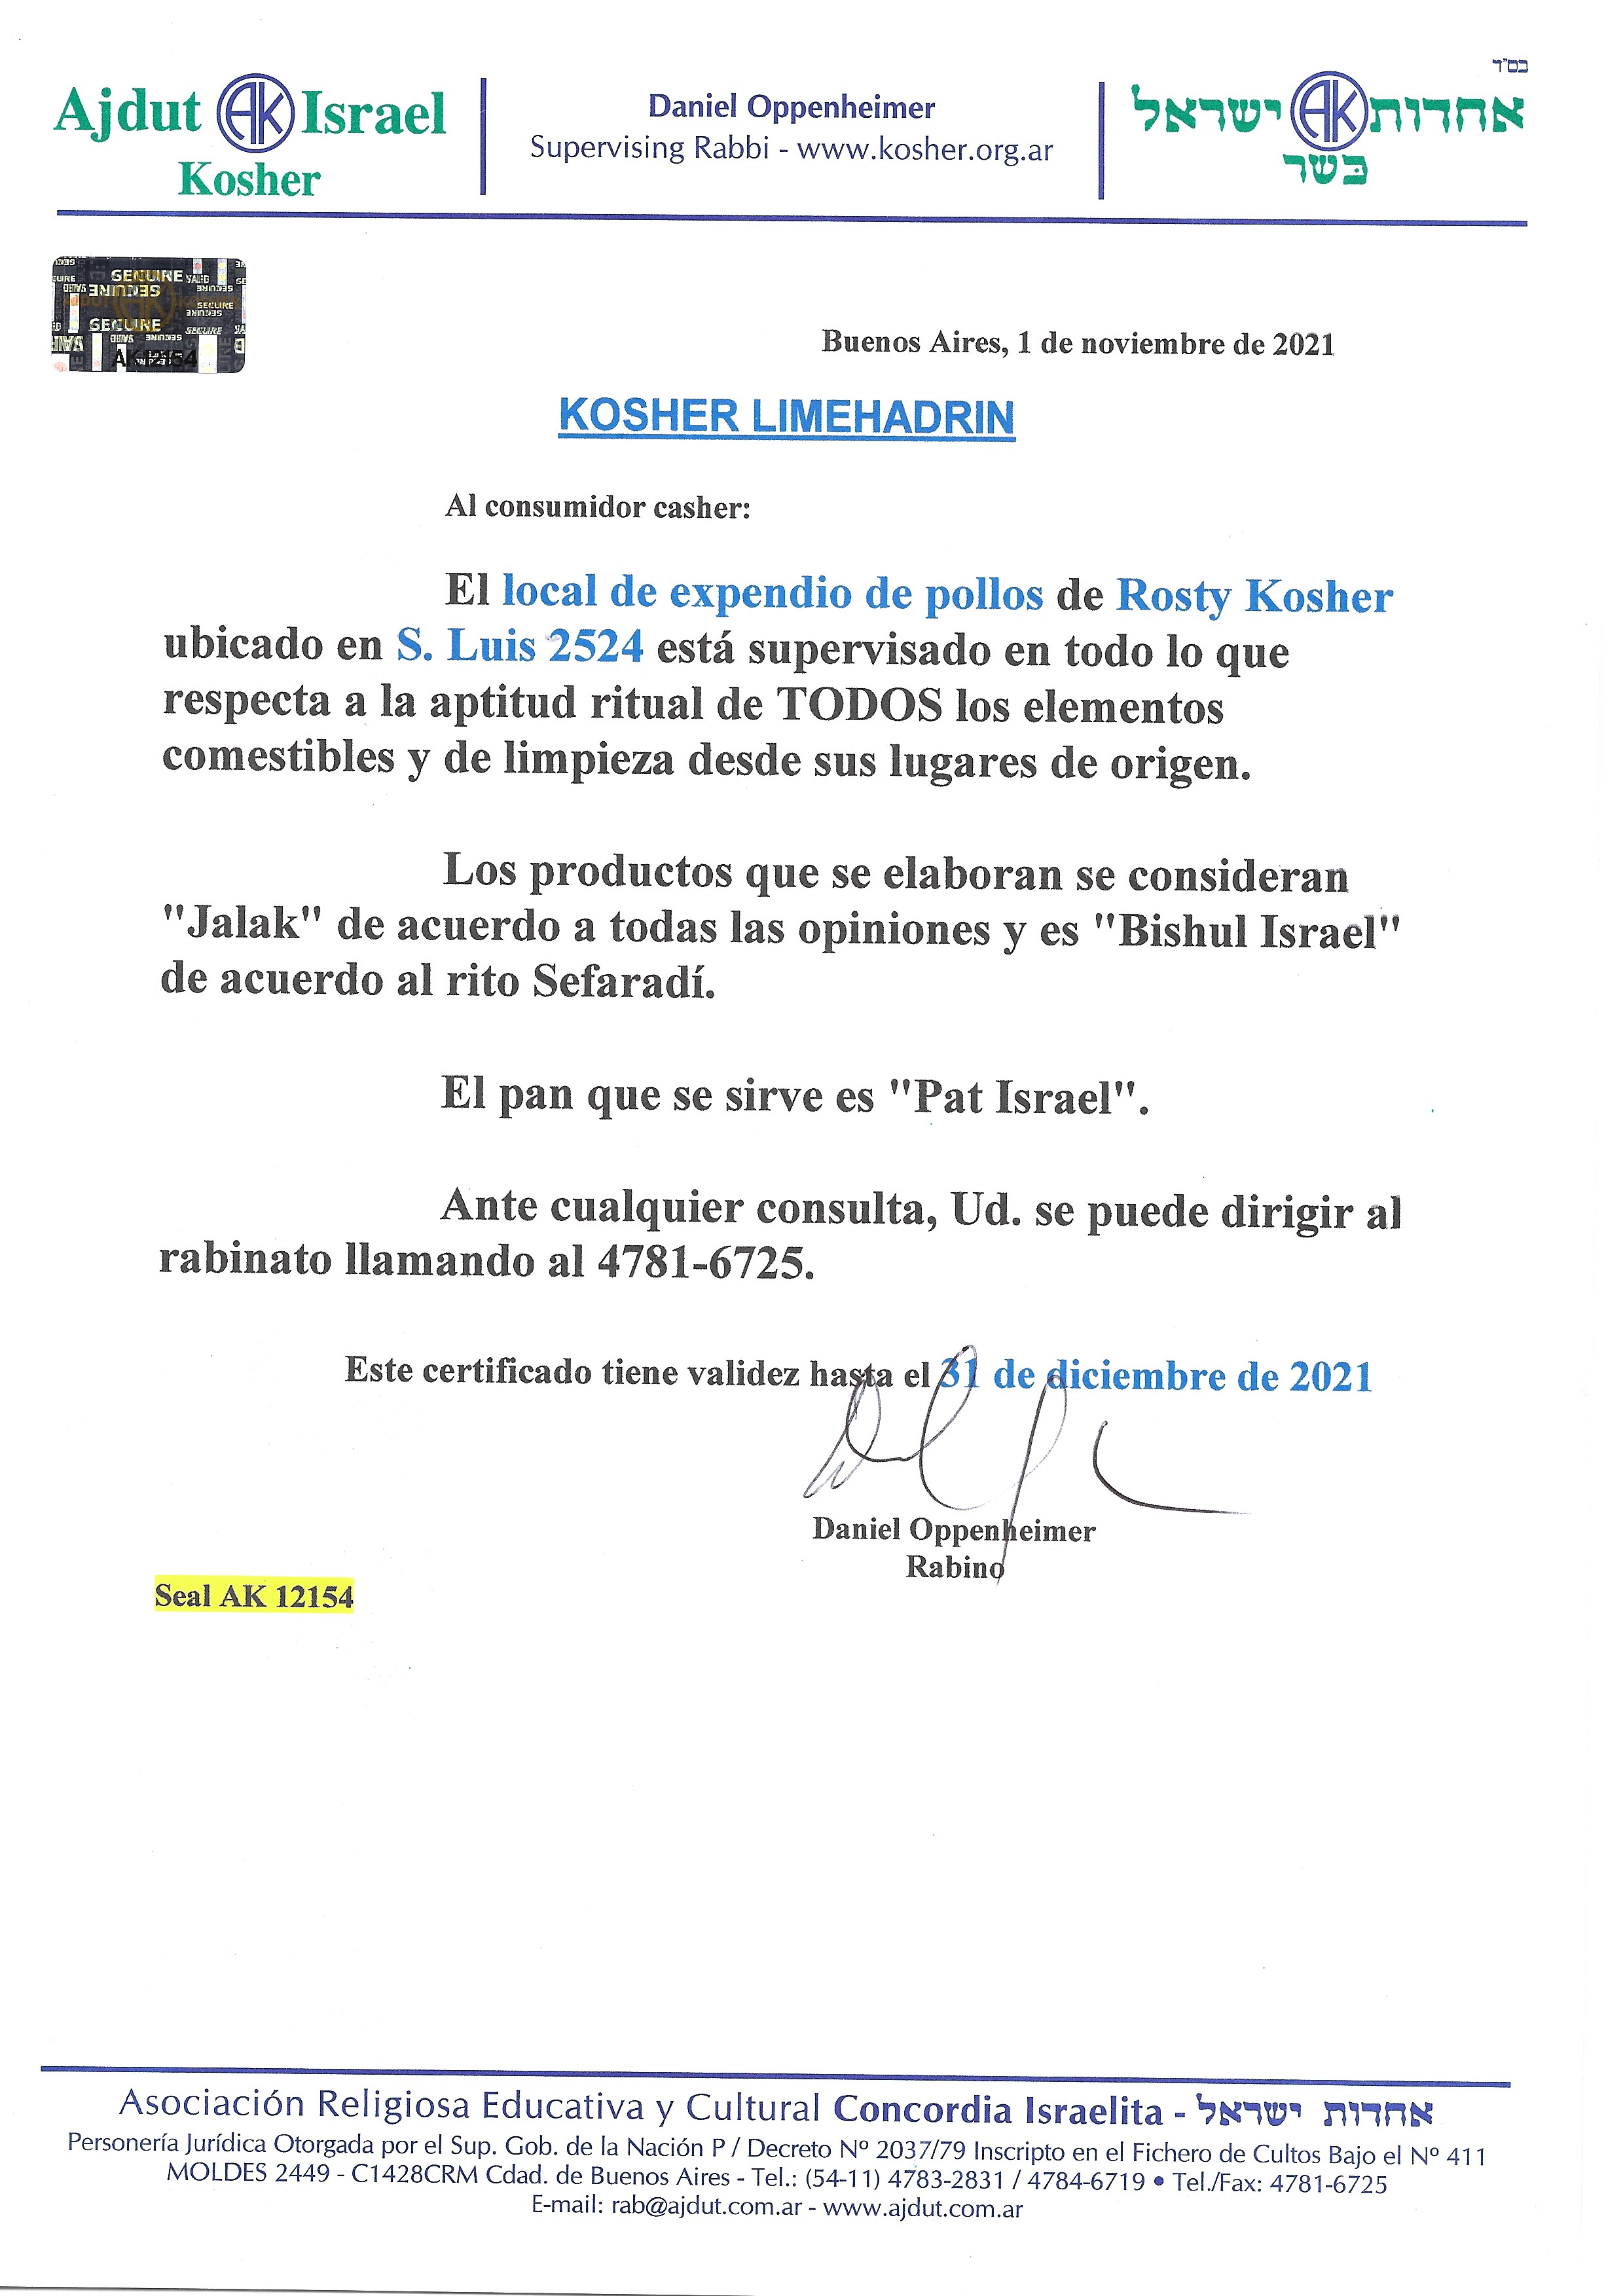 בס"ד
Ajdut AK Israel
Kosher
Daniel Oppenheimer
Supervising Rabbi - www.kosher.org.ar
אחדות AK ישראל
בשר
GENUINE
SECURE
GENUINE
SECURE
AK 12154
Buenos Aires, 1 de noviembre de 2021
KOSHER LIMEHADRIN
Al consumidor casher:
El local de expendio de pollos de Rosty Kosher
ubicado en S. Luis 2524 está supervisado en todo lo que
respecta a la aptitud ritual de TODOS los elementos
comestibles y de limpieza desde sus lugares de origen.
Los productos que se elaboran se consideran
"Jalak" de acuerdo a todas las opiniones y es "Bishul Israel"
de acuerdo al rito Sefaradí.
El pan que se sirve es "Pat Israel".
Ante cualquier consulta, Ud. se puede dirigir al
rabinato llamando al 4781-6725.
Este certificado tiene validez hasta el 31 de diciembre de 2021
Daniel Oppenheimer
Rabino
Seal AK 12154
Asociación Religiosa Educativa y Cultural Concordia Israelita - אחדות ישראל
Personería Jurídica Otorgada por el Sup. Gob. de la Nación P / Decreto Nº 2037/79 Inscripto en el Fichero de Cultos Bajo el Nº 411
MOLDES 2449 - C1428CRM Cdad. de Buenos Aires - Tel.: (54-11) 4783-2831 / 4784-6719 • Tel./Fax: 4781-6725
E-mail: rab@ajdut.com.ar - www.ajdut.com.ar